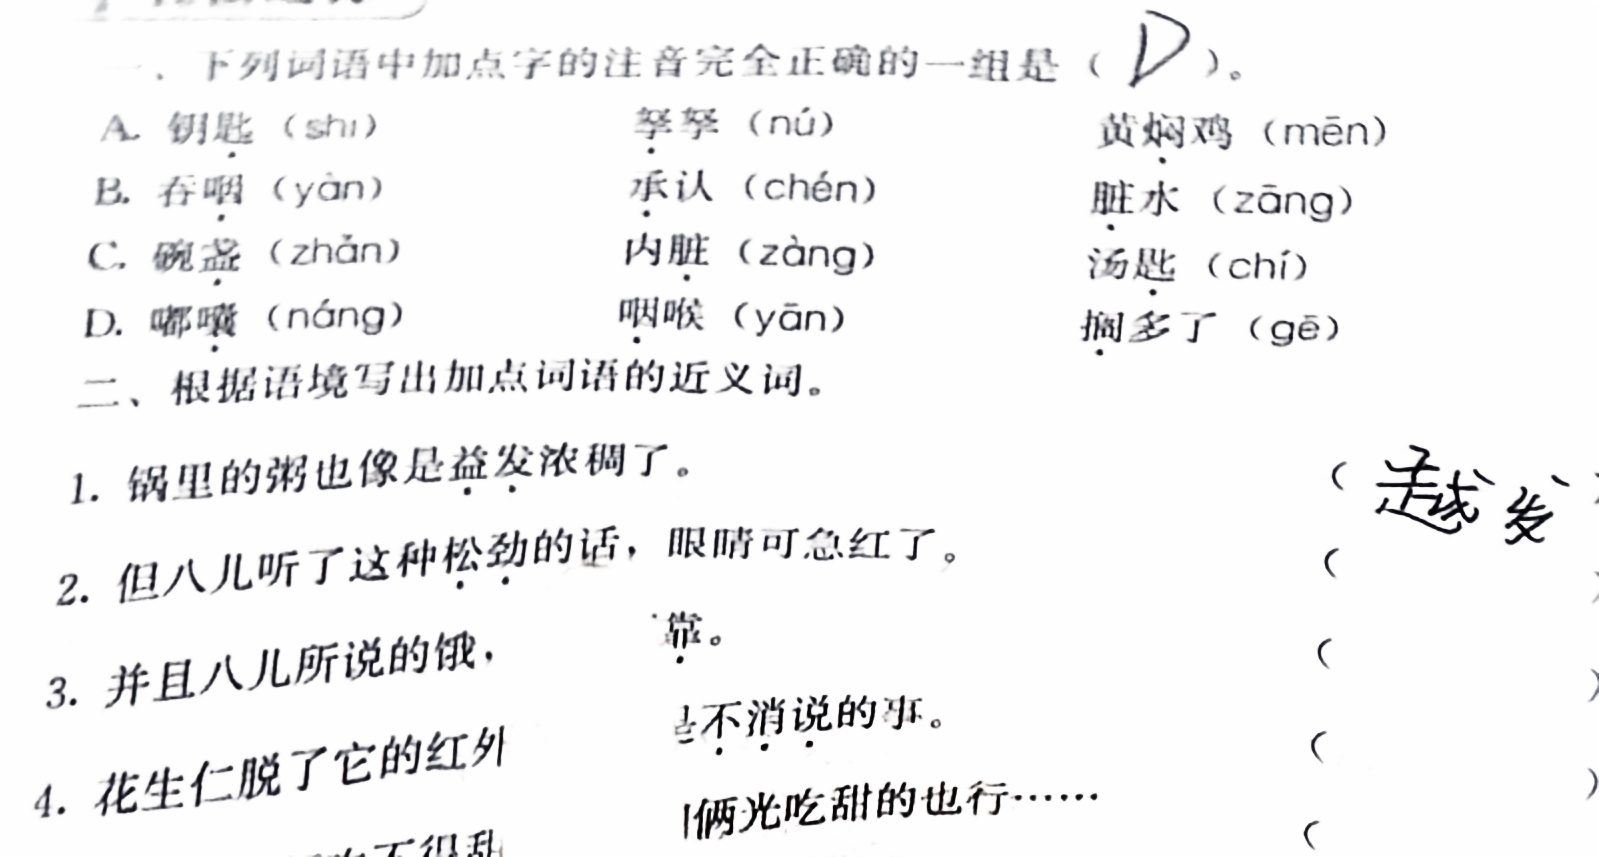 一、下列词语中加点字的注音完全正确的一组是（ D ）。
A. 钥匙（shi） 孥孥（nú） 黄焖鸡（mēn）
B. 吞咽（yàn） 承认（chén） 脏水（zāng）
C. 碗盏（zhǎn） 内脏（zàng） 汤匙（chí）
D. 嘟囔（náng） 咽喉（yān） 搁多了（gē）
二、根据语境写出加点词语的近义词。
1. 锅里的粥也像是益发浓稠了。（ 越发 ）
2. 但八儿听了这种松劲的话，眼睛可急红了。（ ）
3. 并且八儿所说的饿， 靠。（ ）
4. 花生仁脱了它的红外 不消说的事。（ ）
不得甜 俩光吃甜的也行……（